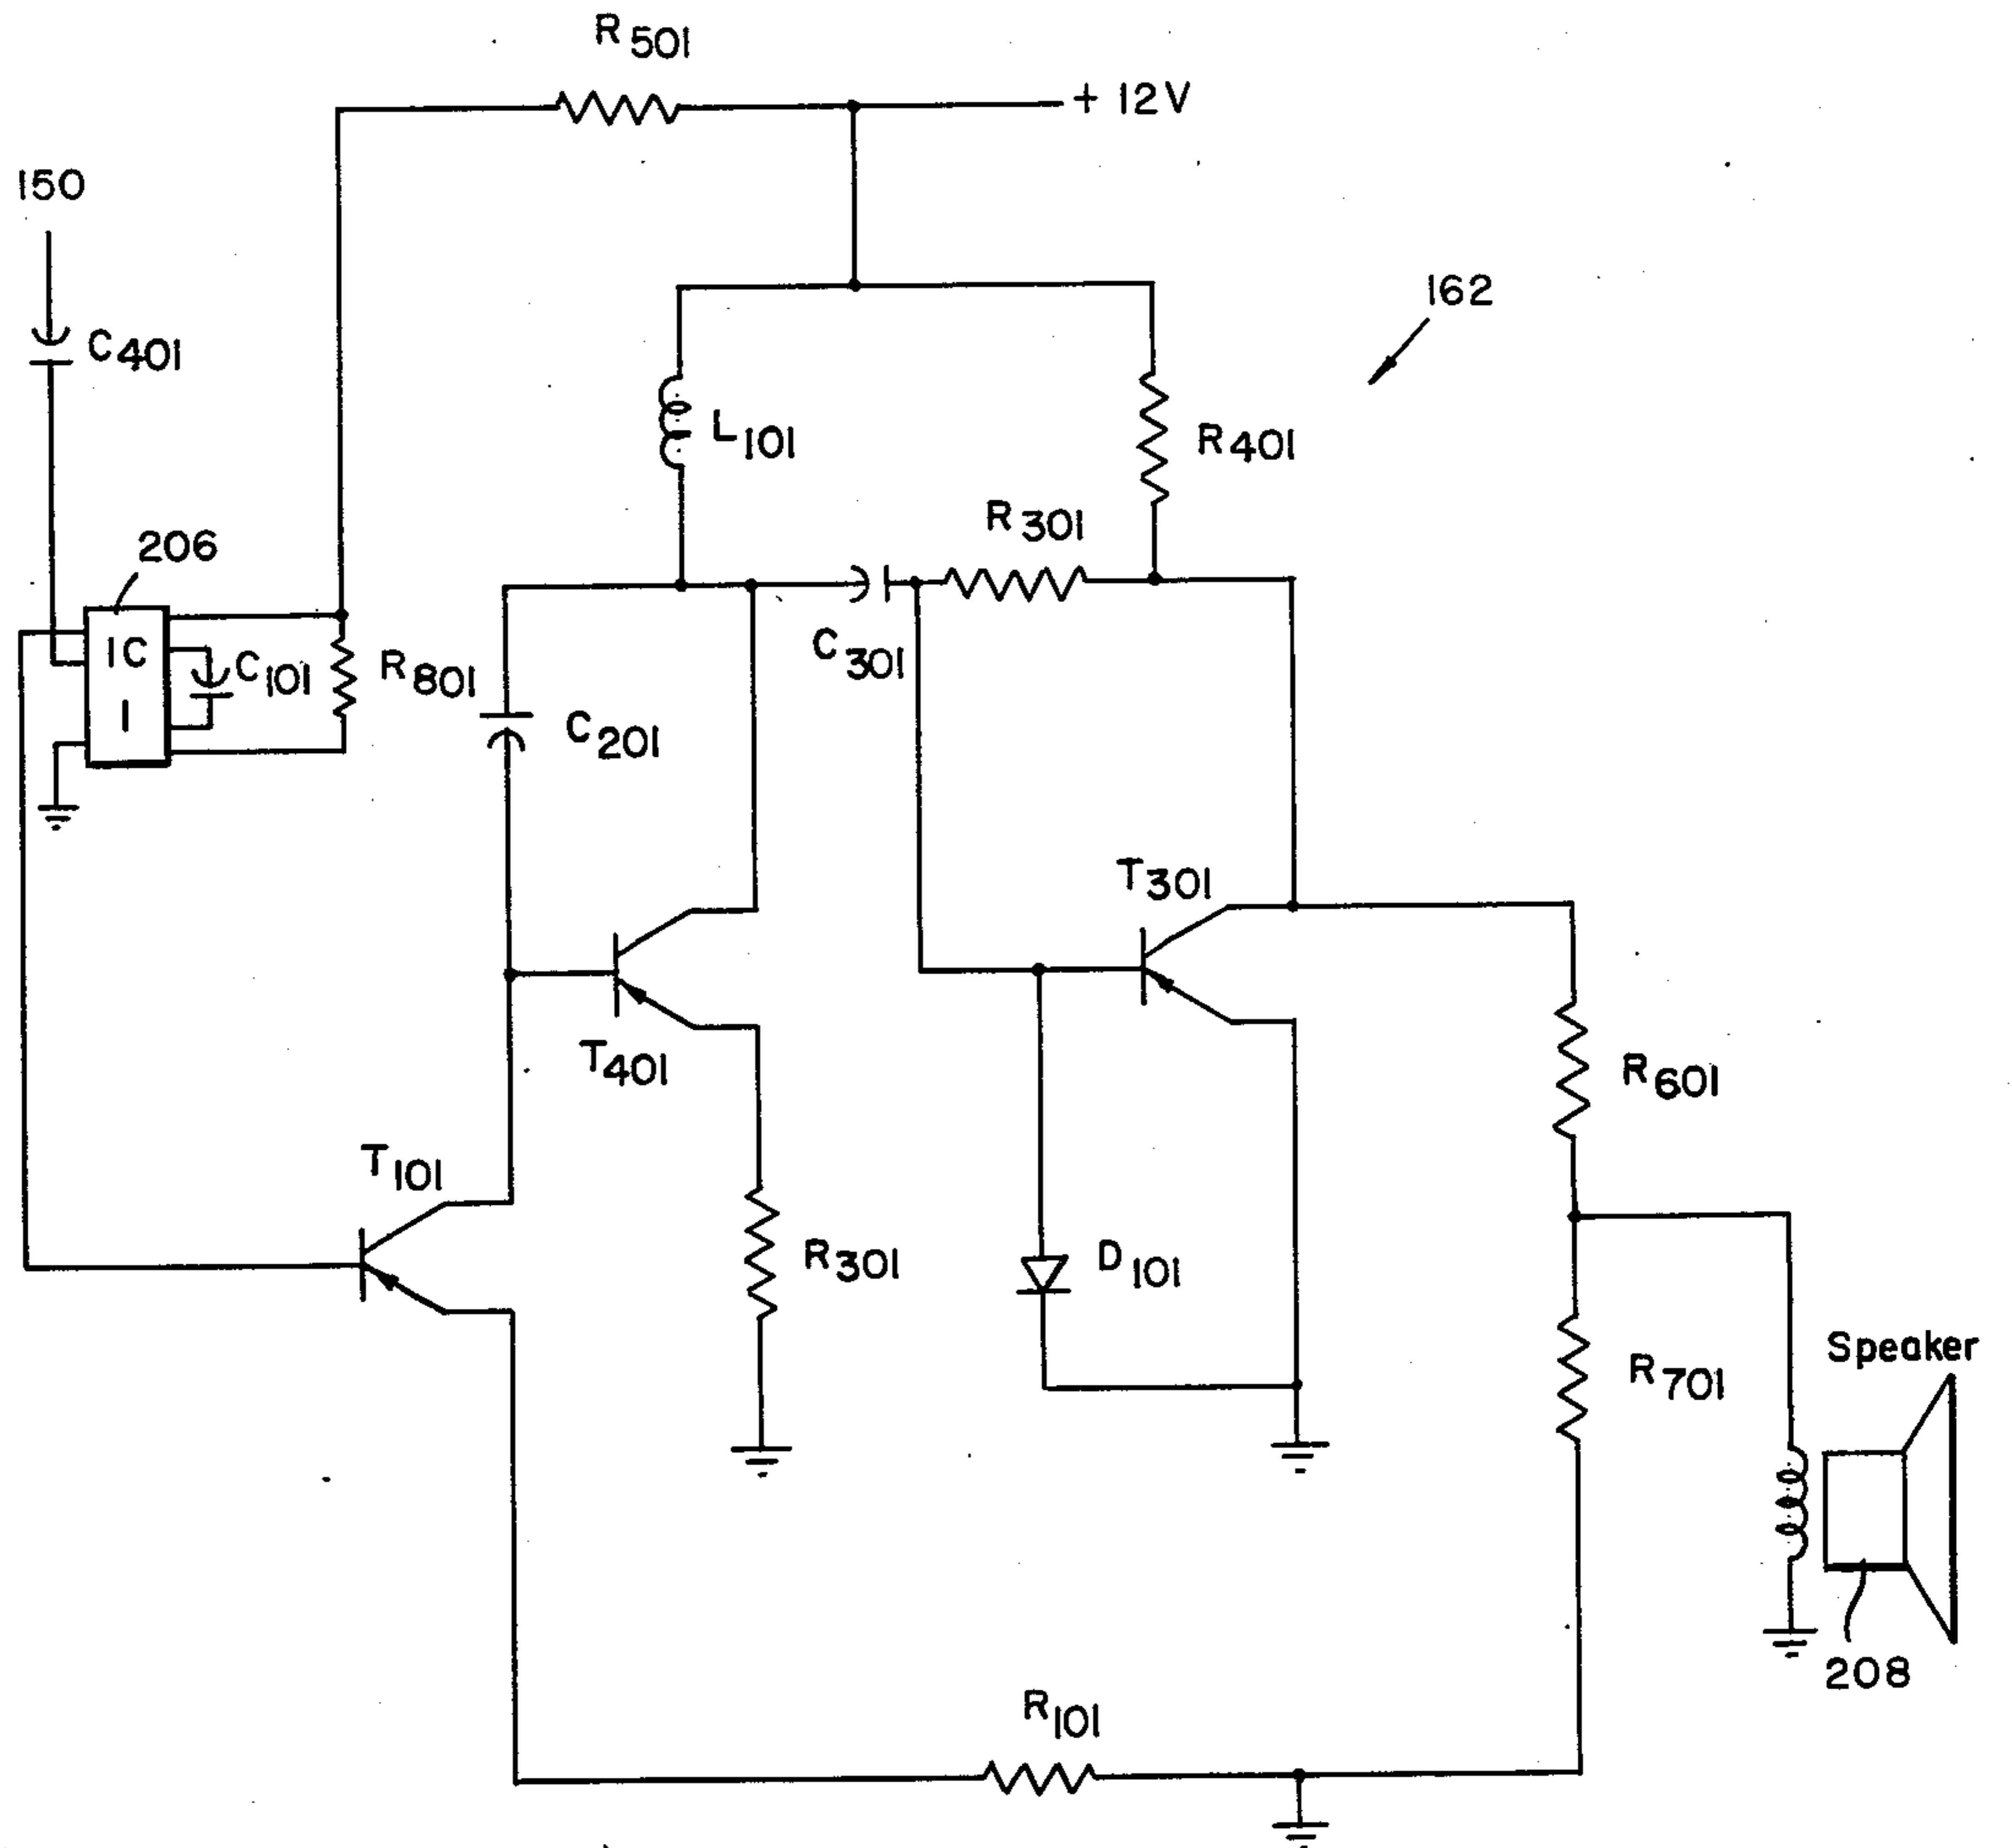 R501
+ 12V
150
162
C401
L101
R401
R301
206
IC
1
C101
R801
C301
C201
T301
T401
R601
T101
R301
D101
Speaker
R701
208
R101